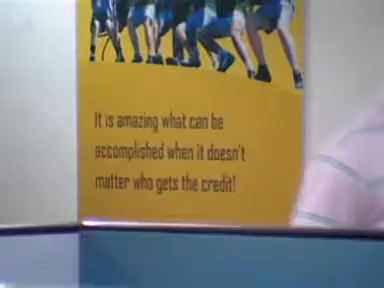 It is amazing what can be
accomplished when it doesn't
matter who gets the credit!